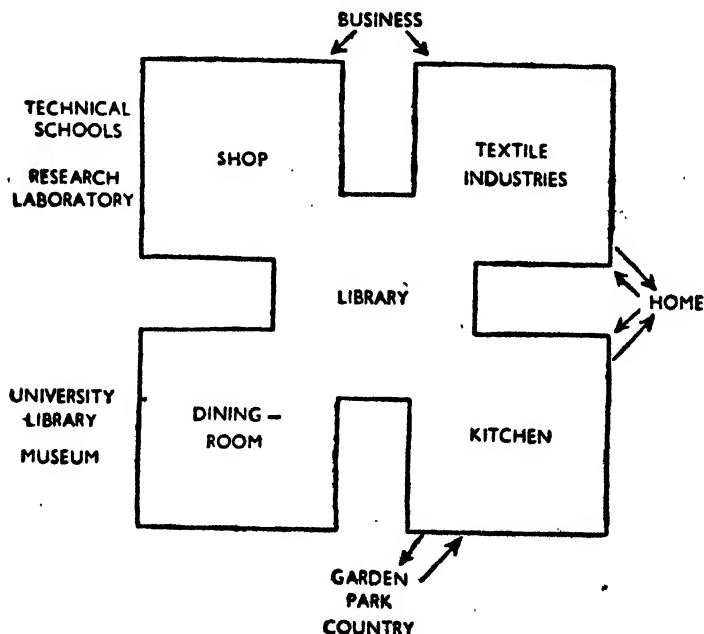 BUSINESS
TECHNICAL
SCHOOLS
RESEARCH
LABORATORY
SHOP
TEXTILE
INDUSTRIES
LIBRARY
HOME
UNIVERSITY
LIBRARY
MUSEUM
DINING –
ROOM
KITCHEN
GARDEN
PARK
COUNTRY